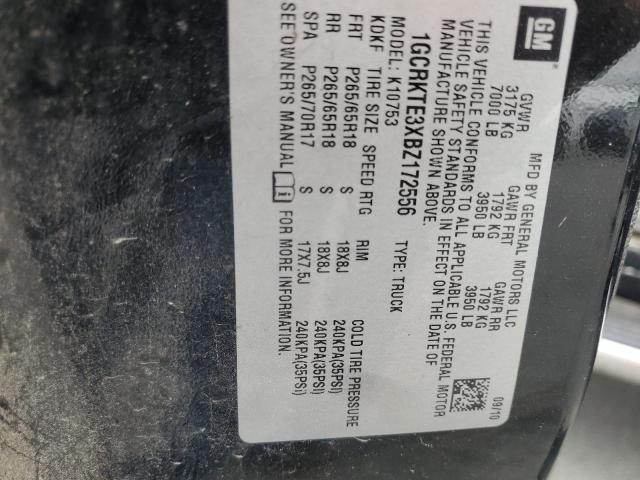 GM
MFD BY GENERAL MOTORS LLC 09/10
GVWR GAWR FRT GAWR RR
3175 KG 1792 KG 1792 KG
7000 LB 3950 LB 3950 LB
THIS VEHICLE CONFORMS TO ALL APPLICABLE U.S. FEDERAL MOTOR
VEHICLE SAFETY STANDARDS IN EFFECT ON THE DATE OF
MANUFACTURE SHOWN ABOVE.
1GCRKTE3XBZ172556 TYPE: TRUCK
MODEL: K10753
KDKF TIRE SIZE SPEED RTG RIM COLD TIRE PRESSURE
FRT P265/65R18 S 18X8J 240KPA(35PSI)
RR P265/65R18 S 18X8J 240KPA(35PSI)
SPA P265/70R17 S 17X7.5J 240KPA(35PSI)
SEE OWNER'S MANUAL FOR MORE INFORMATION.